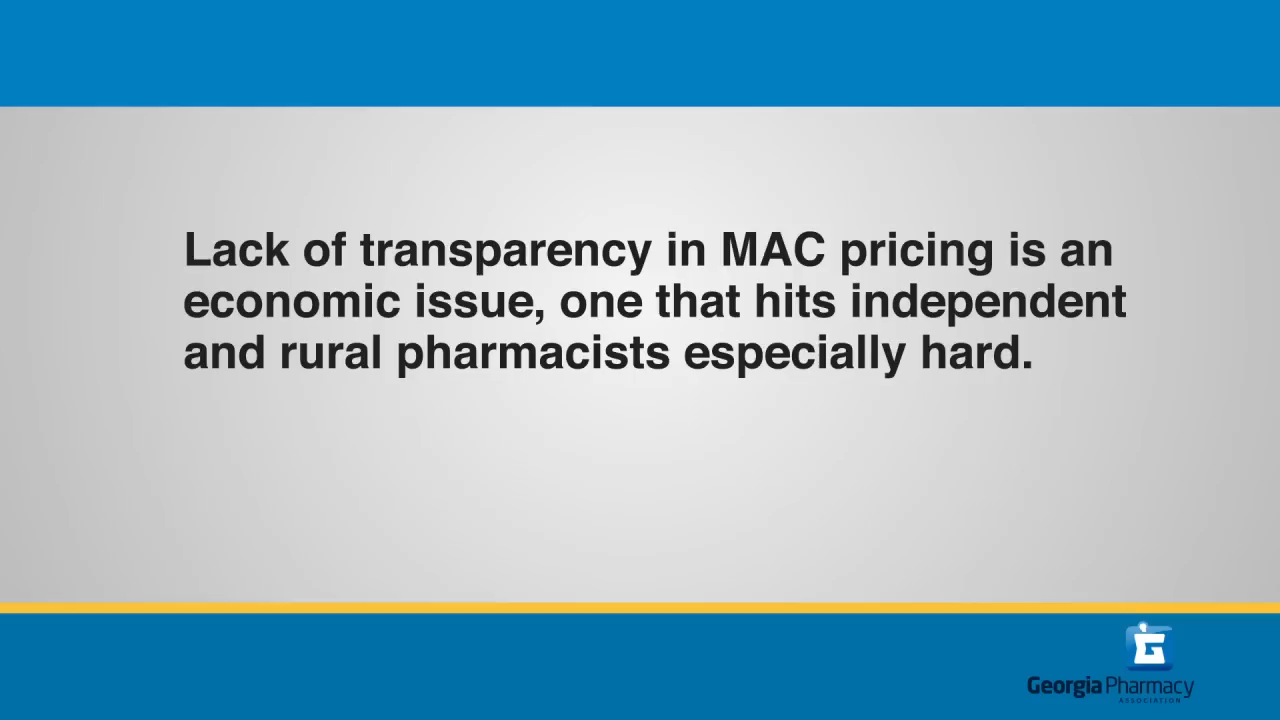 Lack of transparency in MAC pricing is an
economic issue, one that hits independent
and rural pharmacists especially hard.
G
Georgia Pharmacy
ASSOCIATION